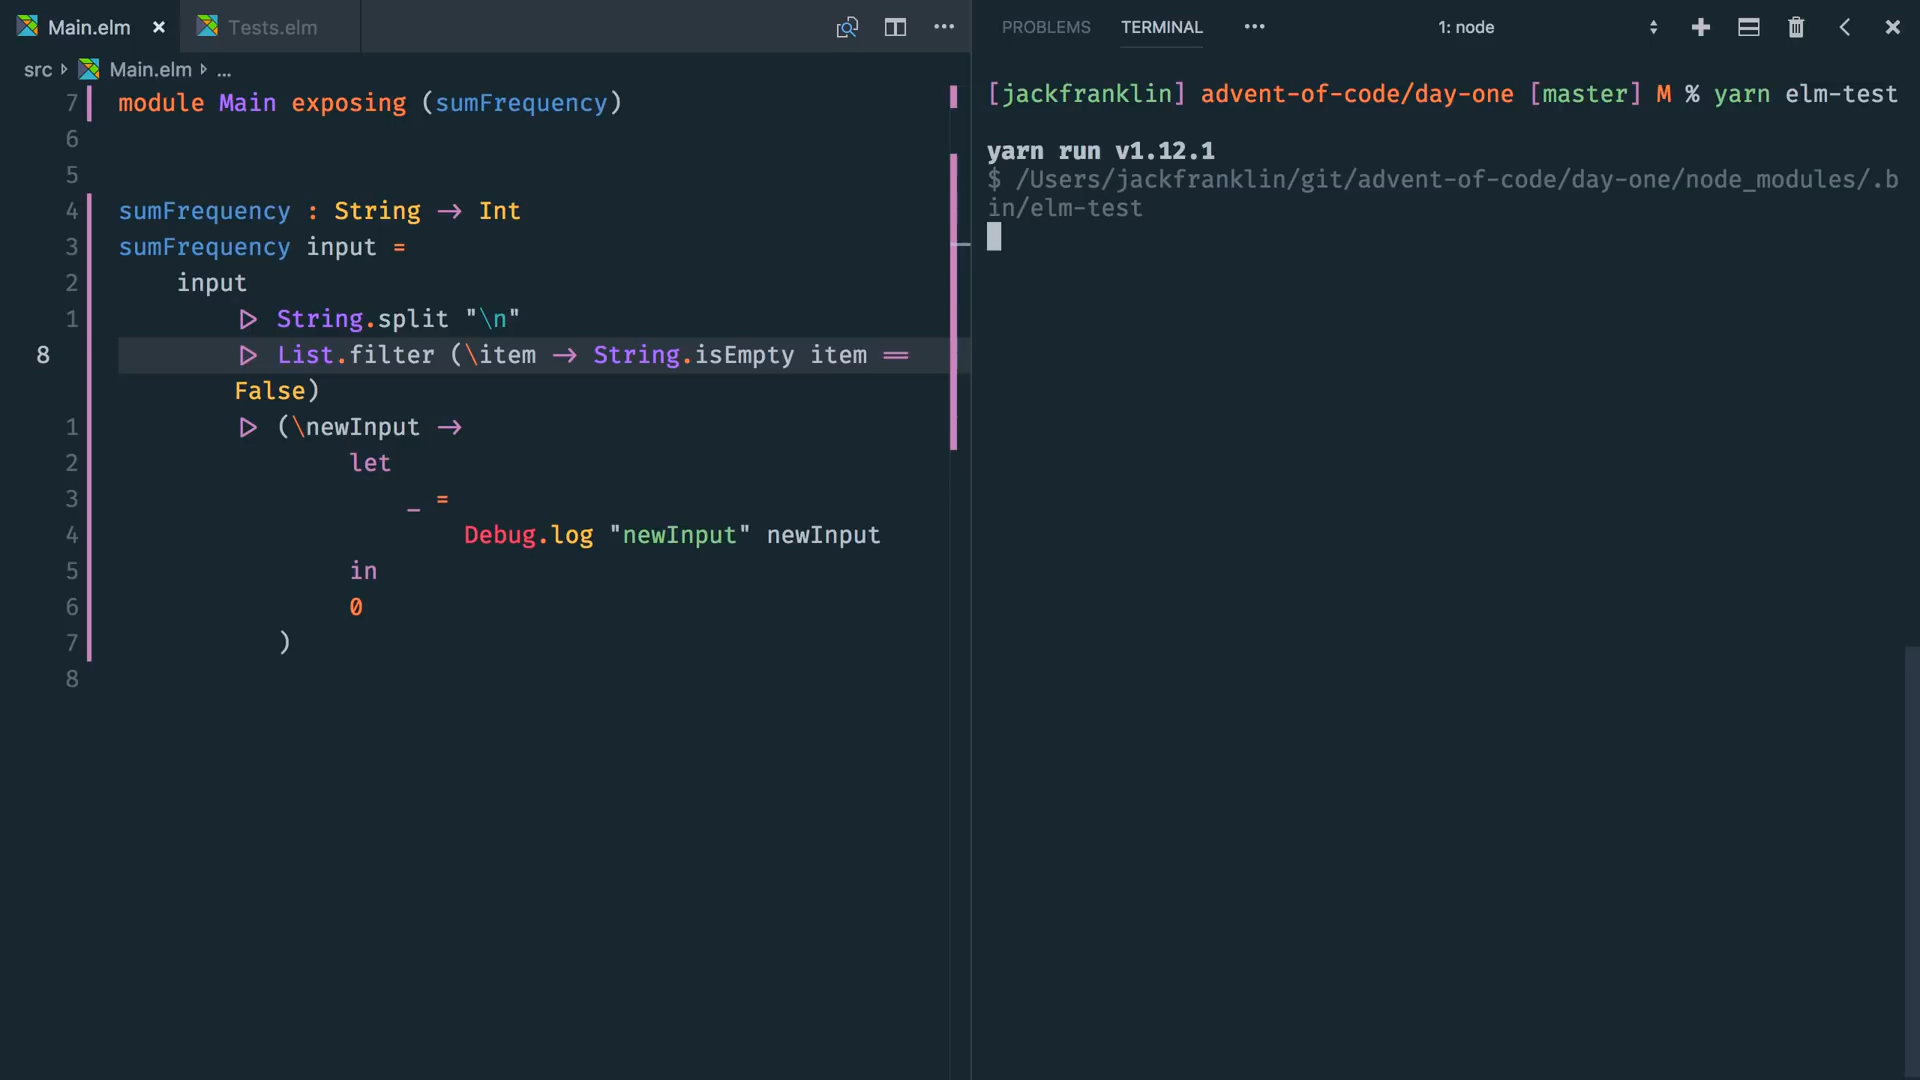 Main.elm × Tests.elm ...
src › Main.elm › ...
7 module Main exposing (sumFrequency)
6
5
4 sumFrequency : String → Int
3 sumFrequency input =
2 input
1 ▷ String.split "\n"
8 ▷ List.filter (\item → String.isEmpty item ==
False)
1 ▷ (\newInput →
2 let
3 _ =
4 Debug.log "newInput" newInput
5 in
6 0
7 )
8
PROBLEMS TERMINAL ... 1: node
[jackfranklin] advent-of-code/day-one [master] M % yarn elm-test
yarn run v1.12.1
$ /Users/jackfranklin/git/advent-of-code/day-one/node_modules/.b
in/elm-test